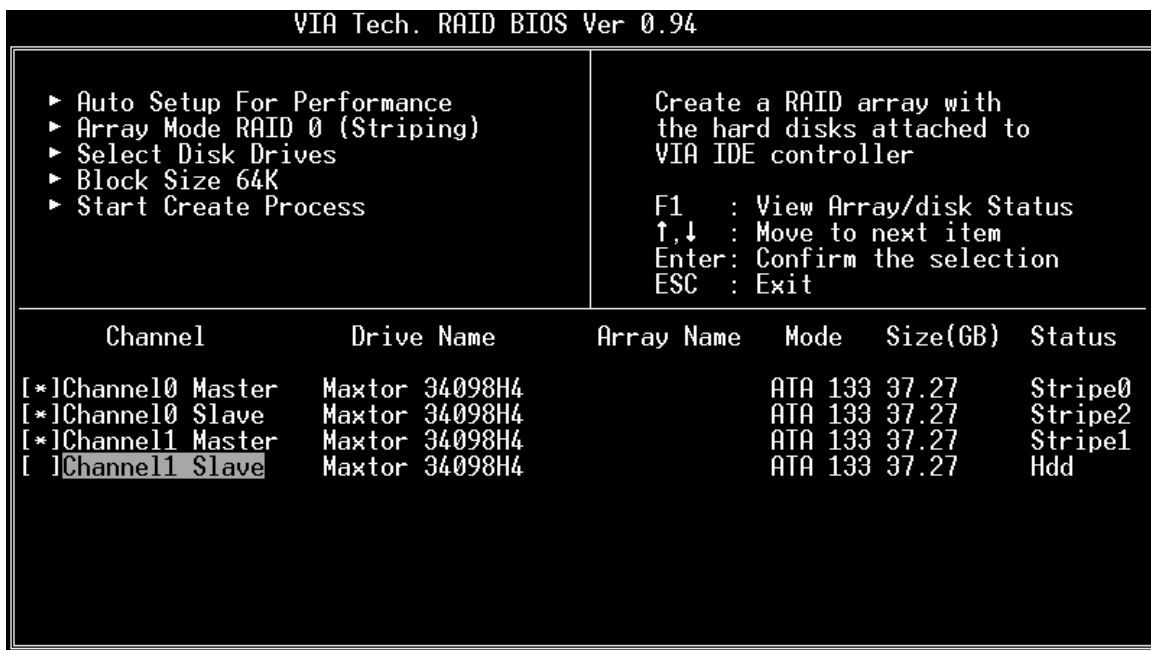 VIA Tech. RAID BIOS Ver 0.94
► Auto Setup For Performance
► Array Mode RAID 0 (Striping)
► Select Disk Drives
► Block Size 64K
► Start Create Process
Create a RAID array with
the hard disks attached to
VIA IDE controller
F1 : View Array/disk Status
↑,↓ : Move to next item
Enter: Confirm the selection
ESC : Exit
Channel Drive Name Array Name Mode Size(GB) Status
[*]Channel0 Master Maxtor 34098H4 ATA 133 37.27 Stripe0
[*]Channel0 Slave Maxtor 34098H4 ATA 133 37.27 Stripe2
[*]Channel1 Master Maxtor 34098H4 ATA 133 37.27 Stripe1
[ ]Channel1 Slave Maxtor 34098H4 ATA 133 37.27 Hdd